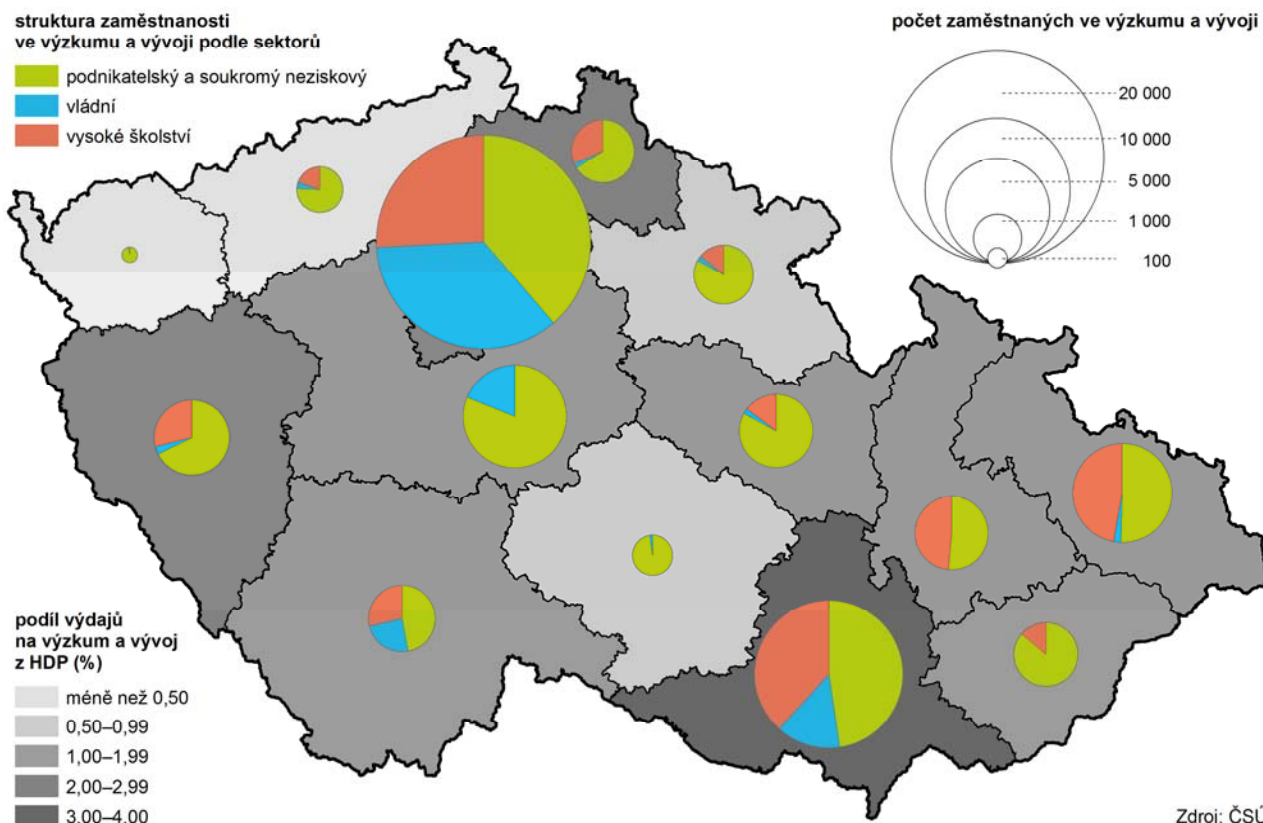 struktura zaměstnanosti
ve výzkumu a vývoji podle sektorů
podnikatelský a soukromý neziskový
vládní
vysoké školství
počet zaměstnaných ve výzkumu a vývoji
20 000
10 000
5 000
1 000
100
podíl výdajů
na výzkum a vývoj
z HDP (%)
méně než 0,50
0,50–0,99
1,00–1,99
2,00–2,99
3,00–4,00
Zdroj: ČSÚ